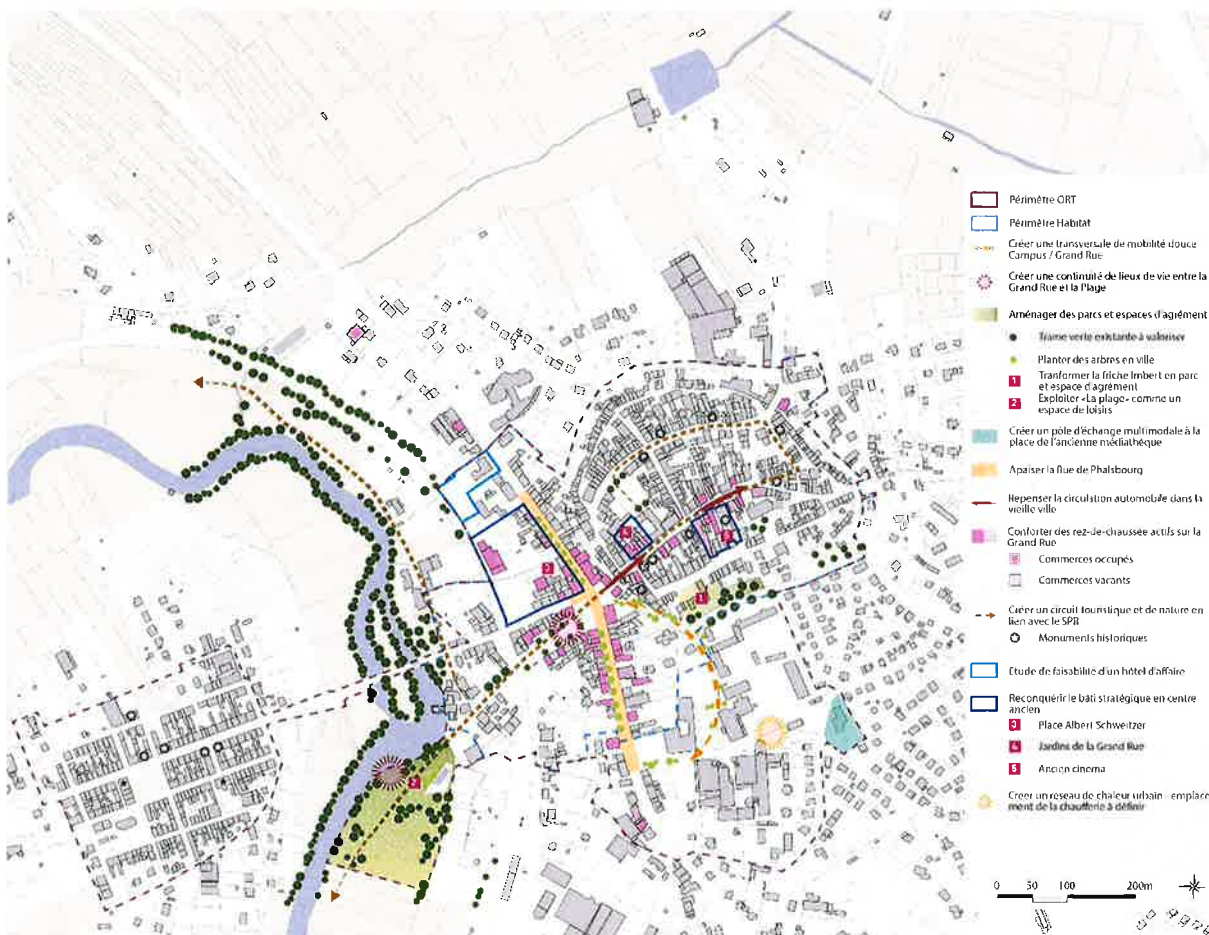 Périmètre ORT
Périmètre Habitat
Créer une transversale de mobilité douce
Campus / Grand Rue
Créer une continuité de lieux de vie entre la
Grand Rue et la Plage
Aménager des parcs et espaces d'agrément
Trame verte existante à valoriser
Planter des arbres en ville
1 Tranformer la friche Imbert en parc
et espace d'agrément
2 Exploiter «La plage» comme un
espace de loisirs
Créer un pôle d'échange multimodale à la
place de l'ancienne médiathèque
Apaiser la Rue de Phalsbourg
Repenser la circulation automobile dans la
vieille ville
Conforter des rez-de-chaussée actifs sur la
Grand Rue
Commerces occupés
Commerces vacants
Créer un circuit touristique et de nature en
lien avec le SPR
Monuments historiques
Etude de faisabilité d'un hôtel d'affaire
Reconquérir le bâti stratégique en centre
ancien
3 Place Albert Schweitzer
4 Jardins de la Grand Rue
5 Ancien cinema
Créer un réseau de chaleur urbain - emplace
ment de la chaufferie à définir
0 50 100 200m
1
2